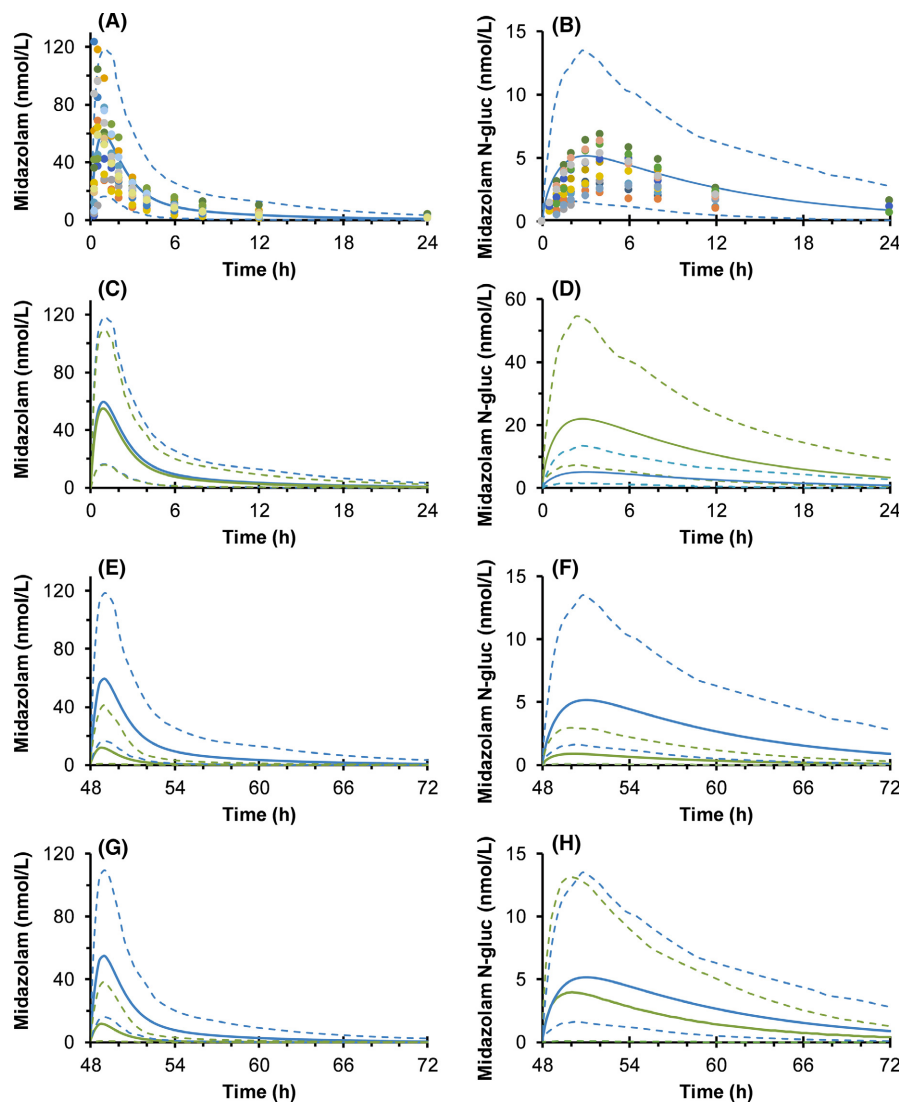 (A)
Midazolam (nmol/L)
120
80
40
0
0 6 12 18 24
Time (h)
(B)
Midazolam N-gluc (nmol/L)
15
10
5
0
0 6 12 18 24
Time (h)
(C)
Midazolam (nmol/L)
120
80
40
0
0 6 12 18 24
Time (h)
(D)
Midazolam N-gluc (nmol/L)
60
40
20
0
0 6 12 18 24
Time (h)
(E)
Midazolam (nmol/L)
120
80
40
0
48 54 60 66 72
Time (h)
(F)
Midazolam N-gluc (nmol/L)
15
10
5
0
48 54 60 66 72
Time (h)
(G)
Midazolam (nmol/L)
120
80
40
0
48 54 60 66 72
Time (h)
(H)
Midazolam N-gluc (nmol/L)
15
10
5
0
48 54 60 66 72
Time (h)